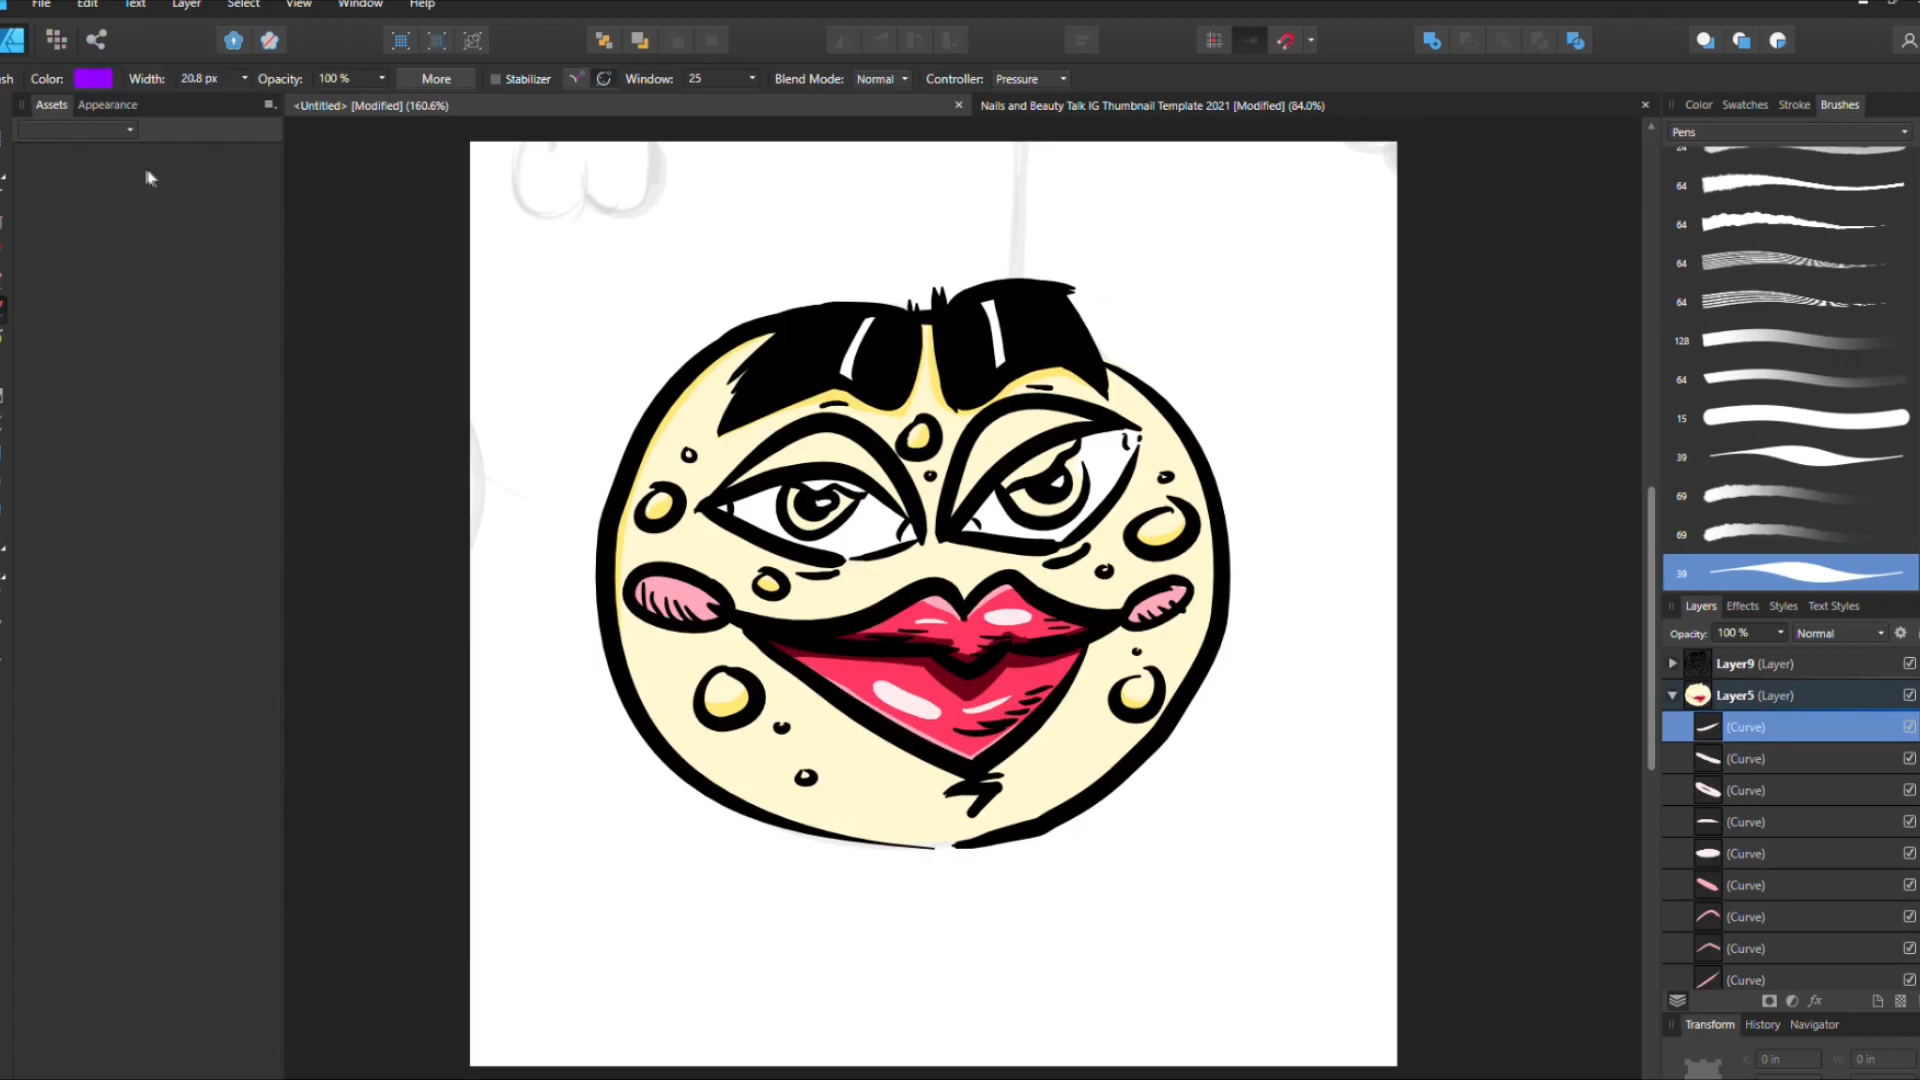 File Edit Text Layer Select View Window Help
Color: Width: 20.8 px Opacity: 100 % More Stabilizer Window: 25 Blend Mode: Normal Controller: Pressure
Assets Appearance
<Untitled> [Modified] (160.6%)
Nails and Beauty Talk IG Thumbnail Template 2021 [Modified] (84.0%)
Color Swatches Stroke Brushes
Pens
24
64
64
64
64
128
64
15
39
69
69
39
Layers Effects Styles Text Styles
Opacity: 100 % Normal
Layer9 (Layer)
Layer5 (Layer)
(Curve)
(Curve)
(Curve)
(Curve)
(Curve)
(Curve)
(Curve)
(Curve)
(Curve)
fx
Transform History Navigator
X: 0 in W: 0 in